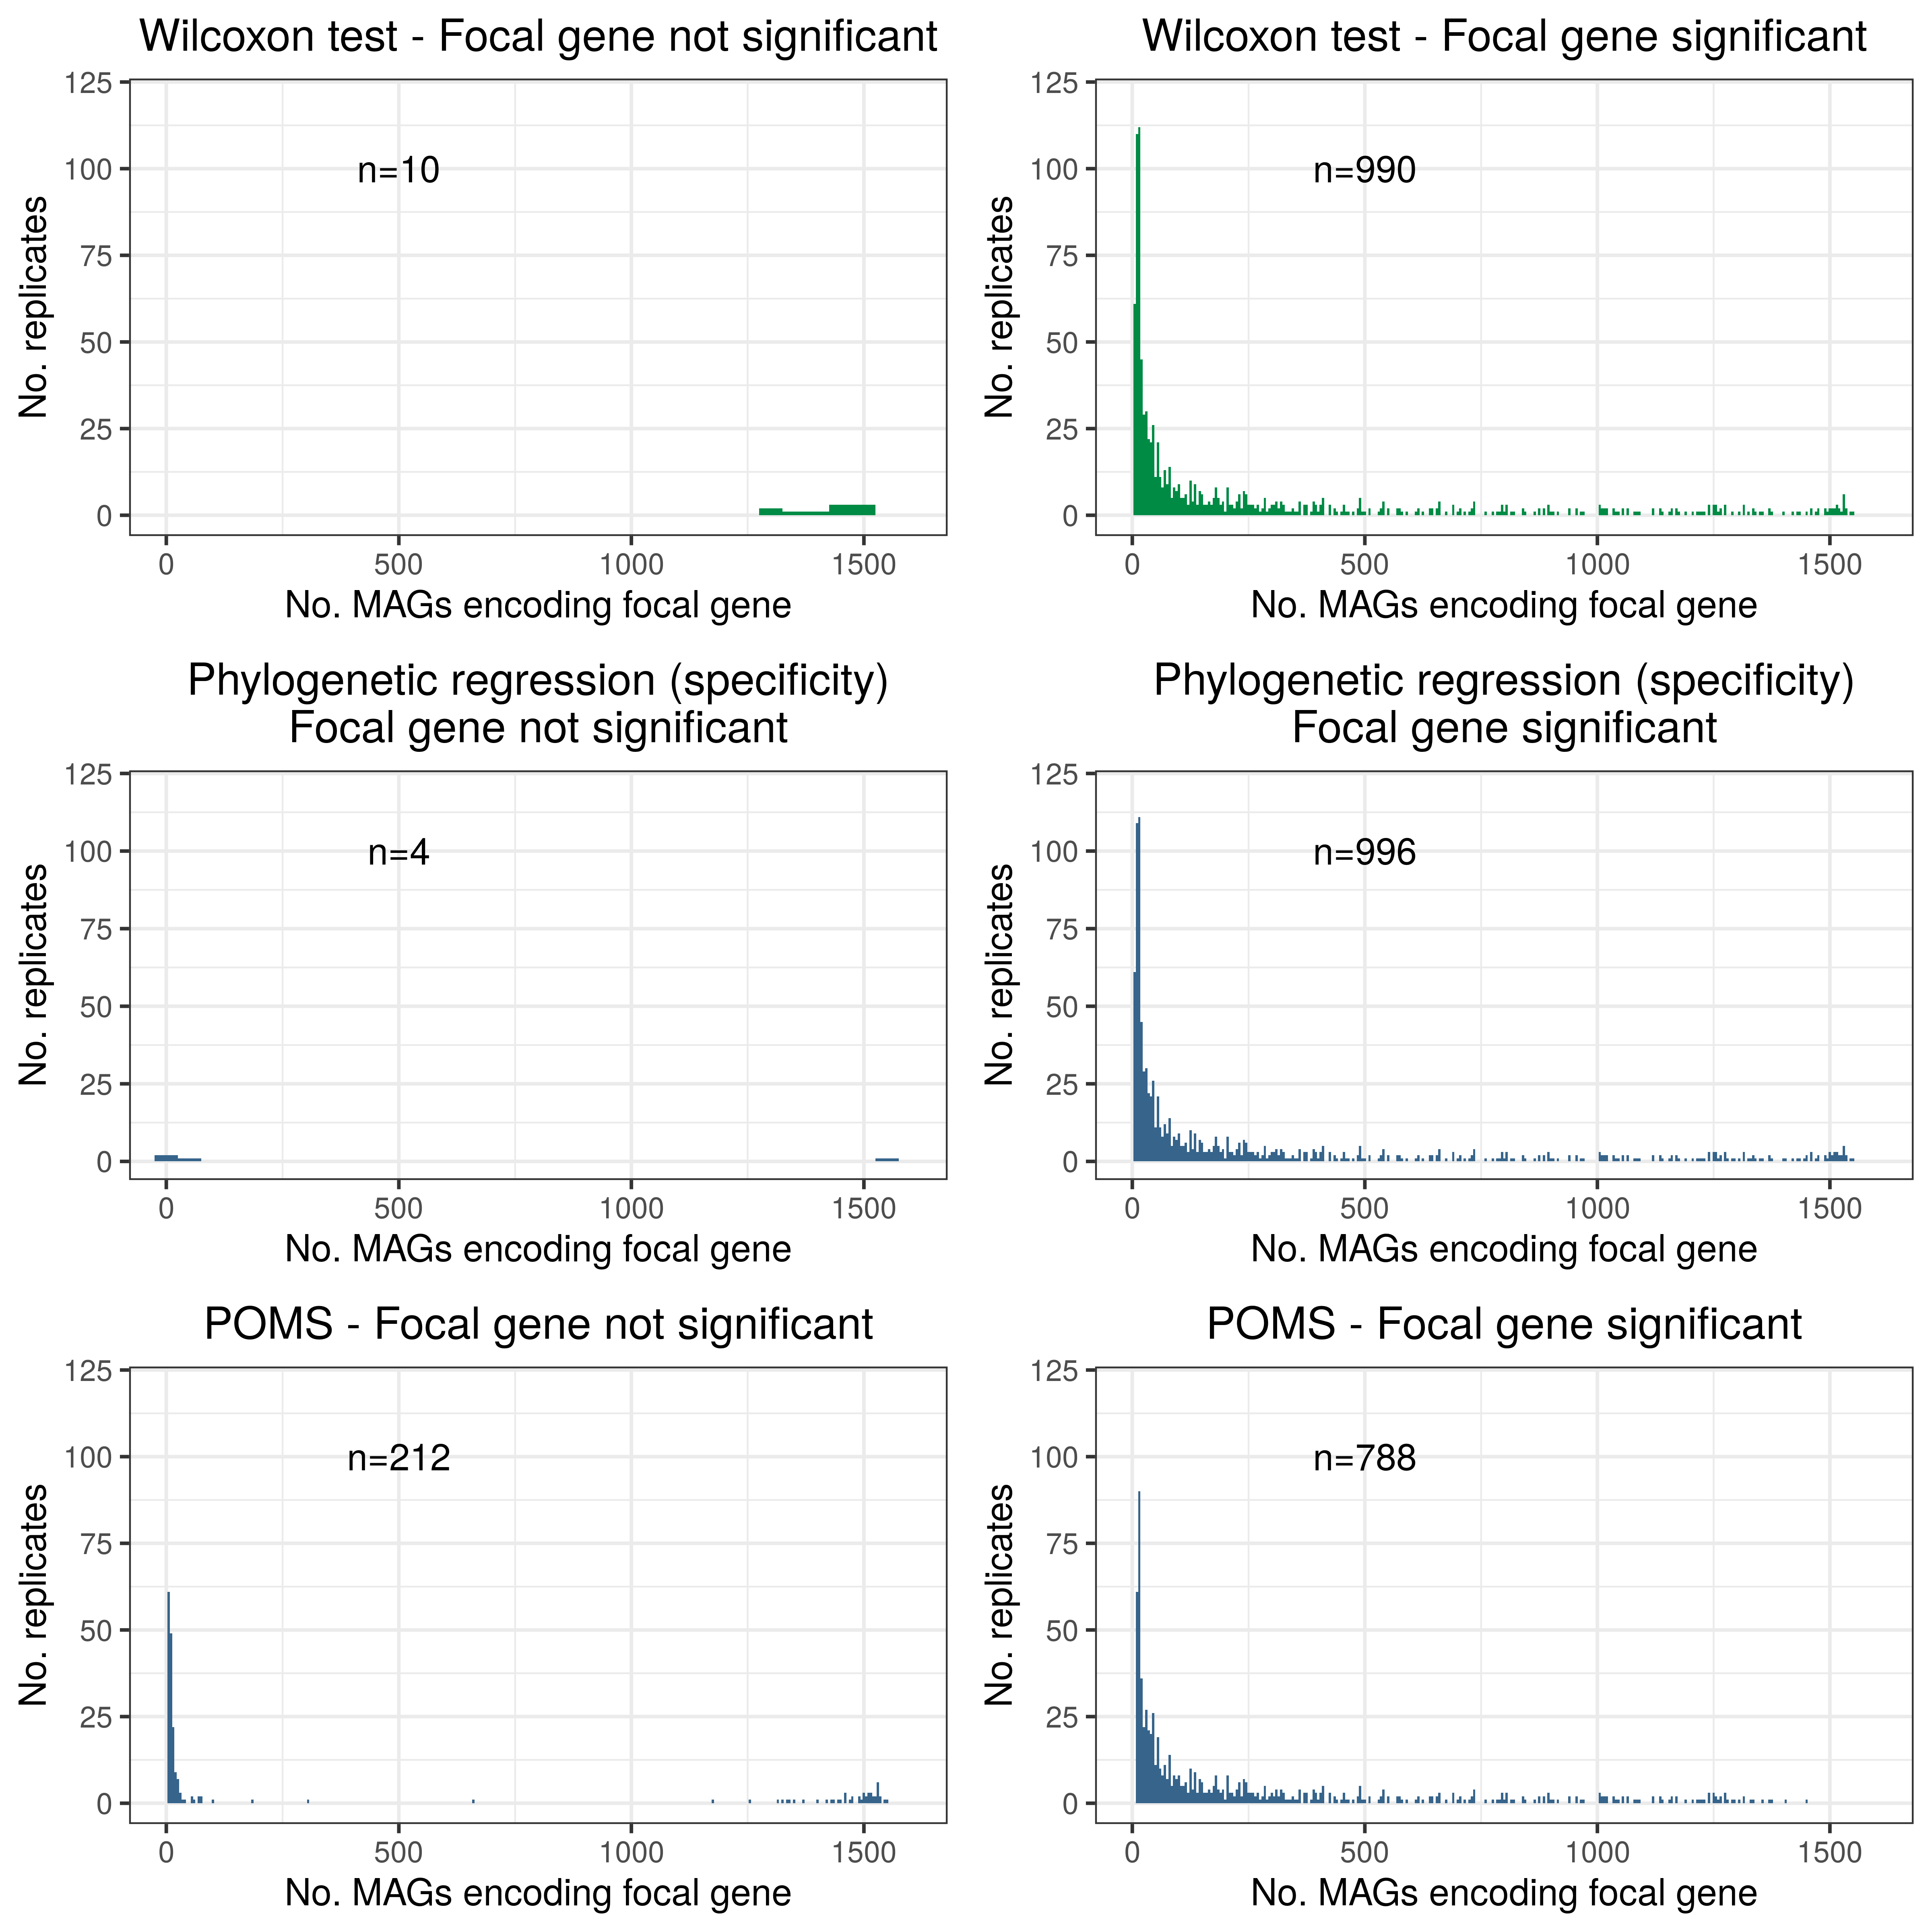 Wilcoxon test - Focal gene not significant
125
100
75
50
25
0
No. replicates
n=10
0 500 1000 1500
No. MAGs encoding focal gene
Wilcoxon test - Focal gene significant
125
100
75
50
25
0
No. replicates
n=990
0 500 1000 1500
No. MAGs encoding focal gene
Phylogenetic regression (specificity)
Focal gene not significant
125
100
75
50
25
0
No. replicates
n=4
0 500 1000 1500
No. MAGs encoding focal gene
Phylogenetic regression (specificity)
Focal gene significant
125
100
75
50
25
0
No. replicates
n=996
0 500 1000 1500
No. MAGs encoding focal gene
POMS - Focal gene not significant
125
100
75
50
25
0
No. replicates
n=212
0 500 1000 1500
No. MAGs encoding focal gene
POMS - Focal gene significant
125
100
75
50
25
0
No. replicates
n=788
0 500 1000 1500
No. MAGs encoding focal gene